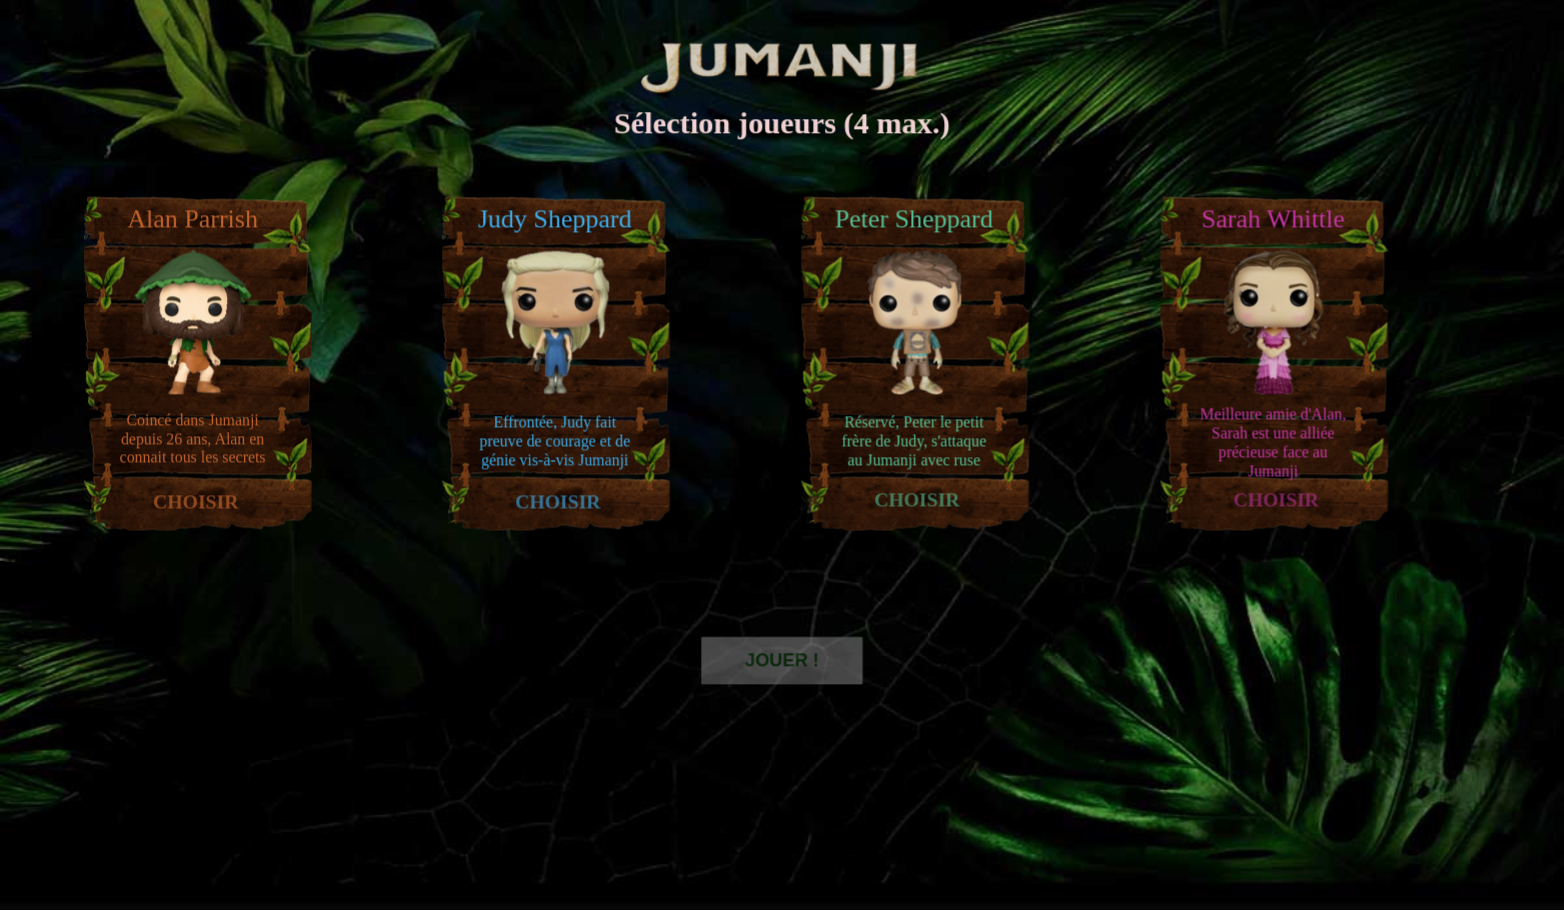 JUMANJI
Sélection joueurs (4 max.)
Alan Parrish
Coincé dans Jumanji
depuis 26 ans, Alan en
connait tous les secrets
CHOISIR
Judy Sheppard
Effrontée, Judy fait
preuve de courage et de
génie vis-à-vis Jumanji
CHOISIR
Peter Sheppard
Réservé, Peter le petit
frère de Judy, s'attaque
au Jumanji avec ruse
CHOISIR
Sarah Whittle
Meilleure amie d'Alan,
Sarah est une alliée
précieuse face au
Jumanji
CHOISIR
JOUER !